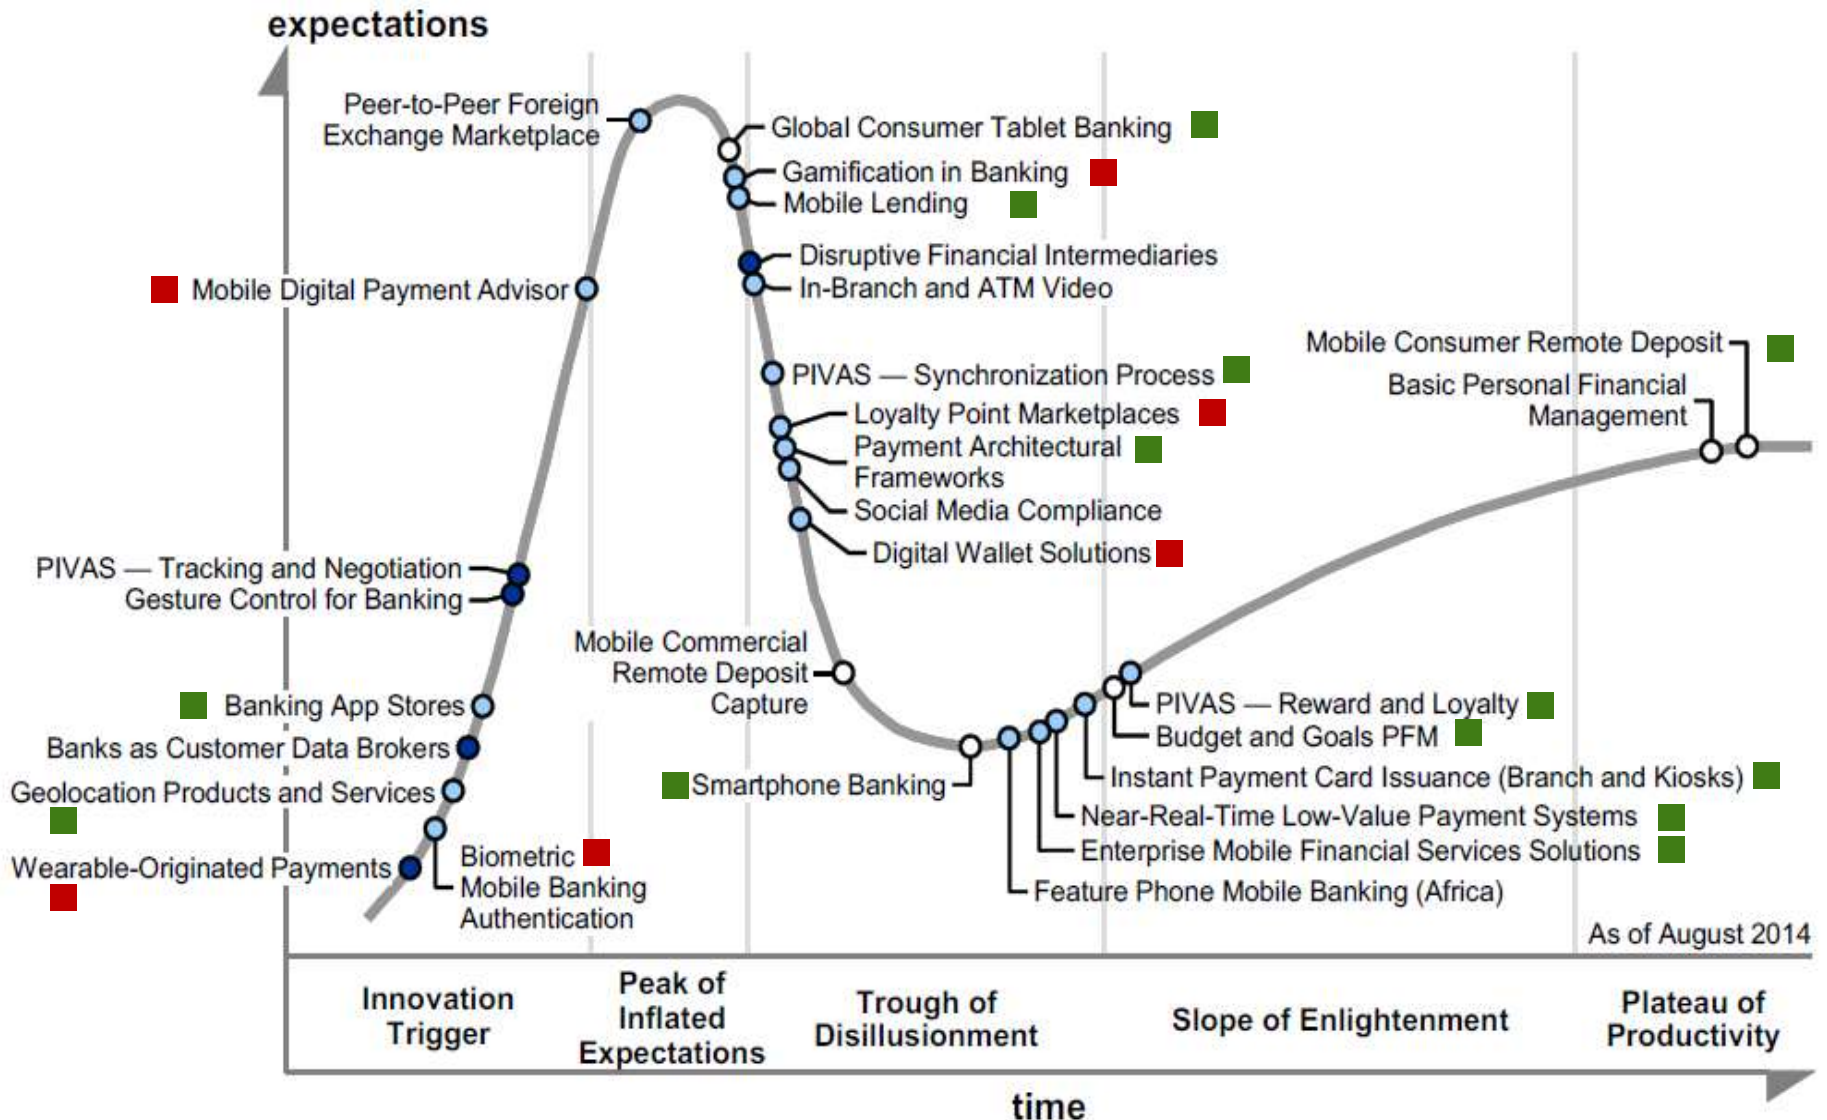 expectations
Peer-to-Peer Foreign
Exchange Marketplace
Global Consumer Tablet Banking
Gamification in Banking
Mobile Lending
Disruptive Financial Intermediaries
In-Branch and ATM Video
Mobile Digital Payment Advisor
PIVAS — Synchronization Process
Loyalty Point Marketplaces
Payment Architectural
Frameworks
Social Media Compliance
Digital Wallet Solutions
Mobile Consumer Remote Deposit
Basic Personal Financial
Management
PIVAS — Tracking and Negotiation
Gesture Control for Banking
Mobile Commercial
Remote Deposit
Capture
Banking App Stores
Banks as Customer Data Brokers
Geolocation Products and Services
Wearable-Originated Payments
Biometric
Mobile Banking
Authentication
Smartphone Banking
PIVAS — Reward and Loyalty
Budget and Goals PFM
Instant Payment Card Issuance (Branch and Kiosks)
Near-Real-Time Low-Value Payment Systems
Enterprise Mobile Financial Services Solutions
Feature Phone Mobile Banking (Africa)
As of August 2014
Innovation
Trigger
Peak of
Inflated
Expectations
Trough of
Disillusionment
Slope of Enlightenment
Plateau of
Productivity
time